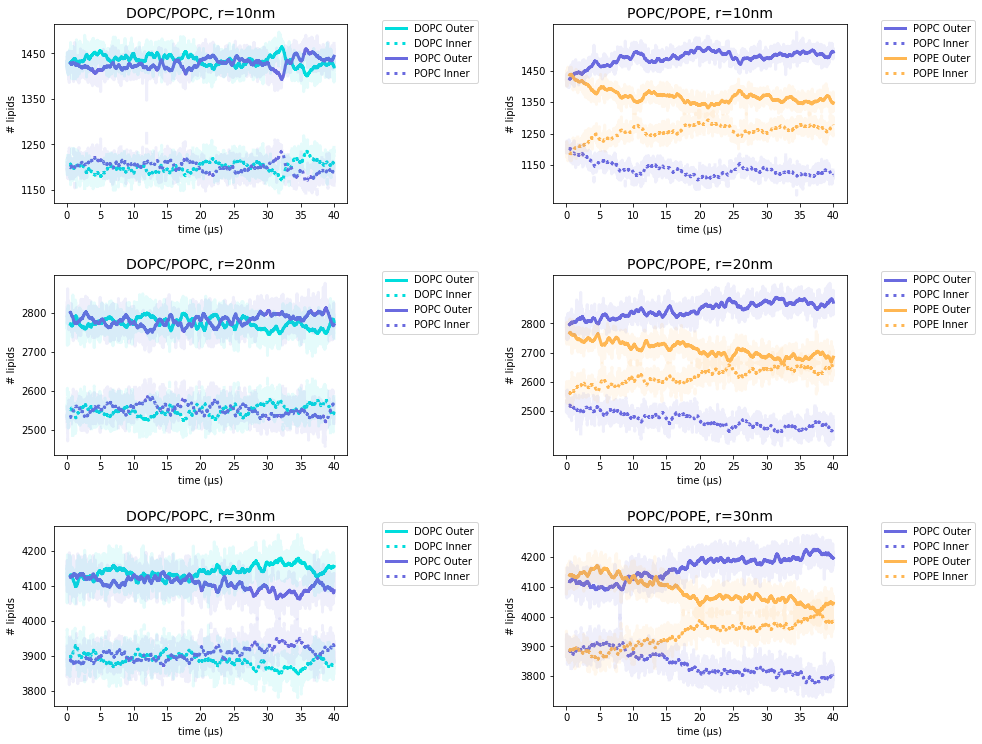 DOPC/POPC, r=10nm
# lipids
1450
1350
1250
1150
0 5 10 15 20 25 30 35 40
time (μs)
DOPC Outer
DOPC Inner
POPC Outer
POPC Inner
POPC/POPE, r=10nm
# lipids
1450
1350
1250
1150
0 5 10 15 20 25 30 35 40
time (μs)
POPC Outer
POPC Inner
POPE Outer
POPE Inner
DOPC/POPC, r=20nm
# lipids
2800
2700
2600
2500
0 5 10 15 20 25 30 35 40
time (μs)
DOPC Outer
DOPC Inner
POPC Outer
POPC Inner
POPC/POPE, r=20nm
# lipids
2800
2700
2600
2500
0 5 10 15 20 25 30 35 40
time (μs)
POPC Outer
POPC Inner
POPE Outer
POPE Inner
DOPC/POPC, r=30nm
# lipids
4200
4100
4000
3900
3800
0 5 10 15 20 25 30 35 40
time (μs)
DOPC Outer
DOPC Inner
POPC Outer
POPC Inner
POPC/POPE, r=30nm
# lipids
4200
4100
4000
3900
3800
0 5 10 15 20 25 30 35 40
time (μs)
POPC Outer
POPC Inner
POPE Outer
POPE Inner